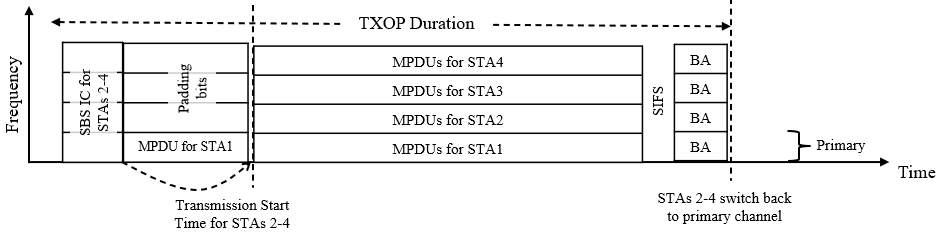 TXOP Duration
Frequency
SBS IC for
STAs 2-4
Padding
bits
MPDU for STA1
MPDUs for STA4
MPDUs for STA3
MPDUs for STA2
MPDUs for STA1
SIFS
BA
BA
BA
BA
Primary
Time
Transmission Start
Time for STAs 2-4
STAs 2-4 switch back
to primary channel